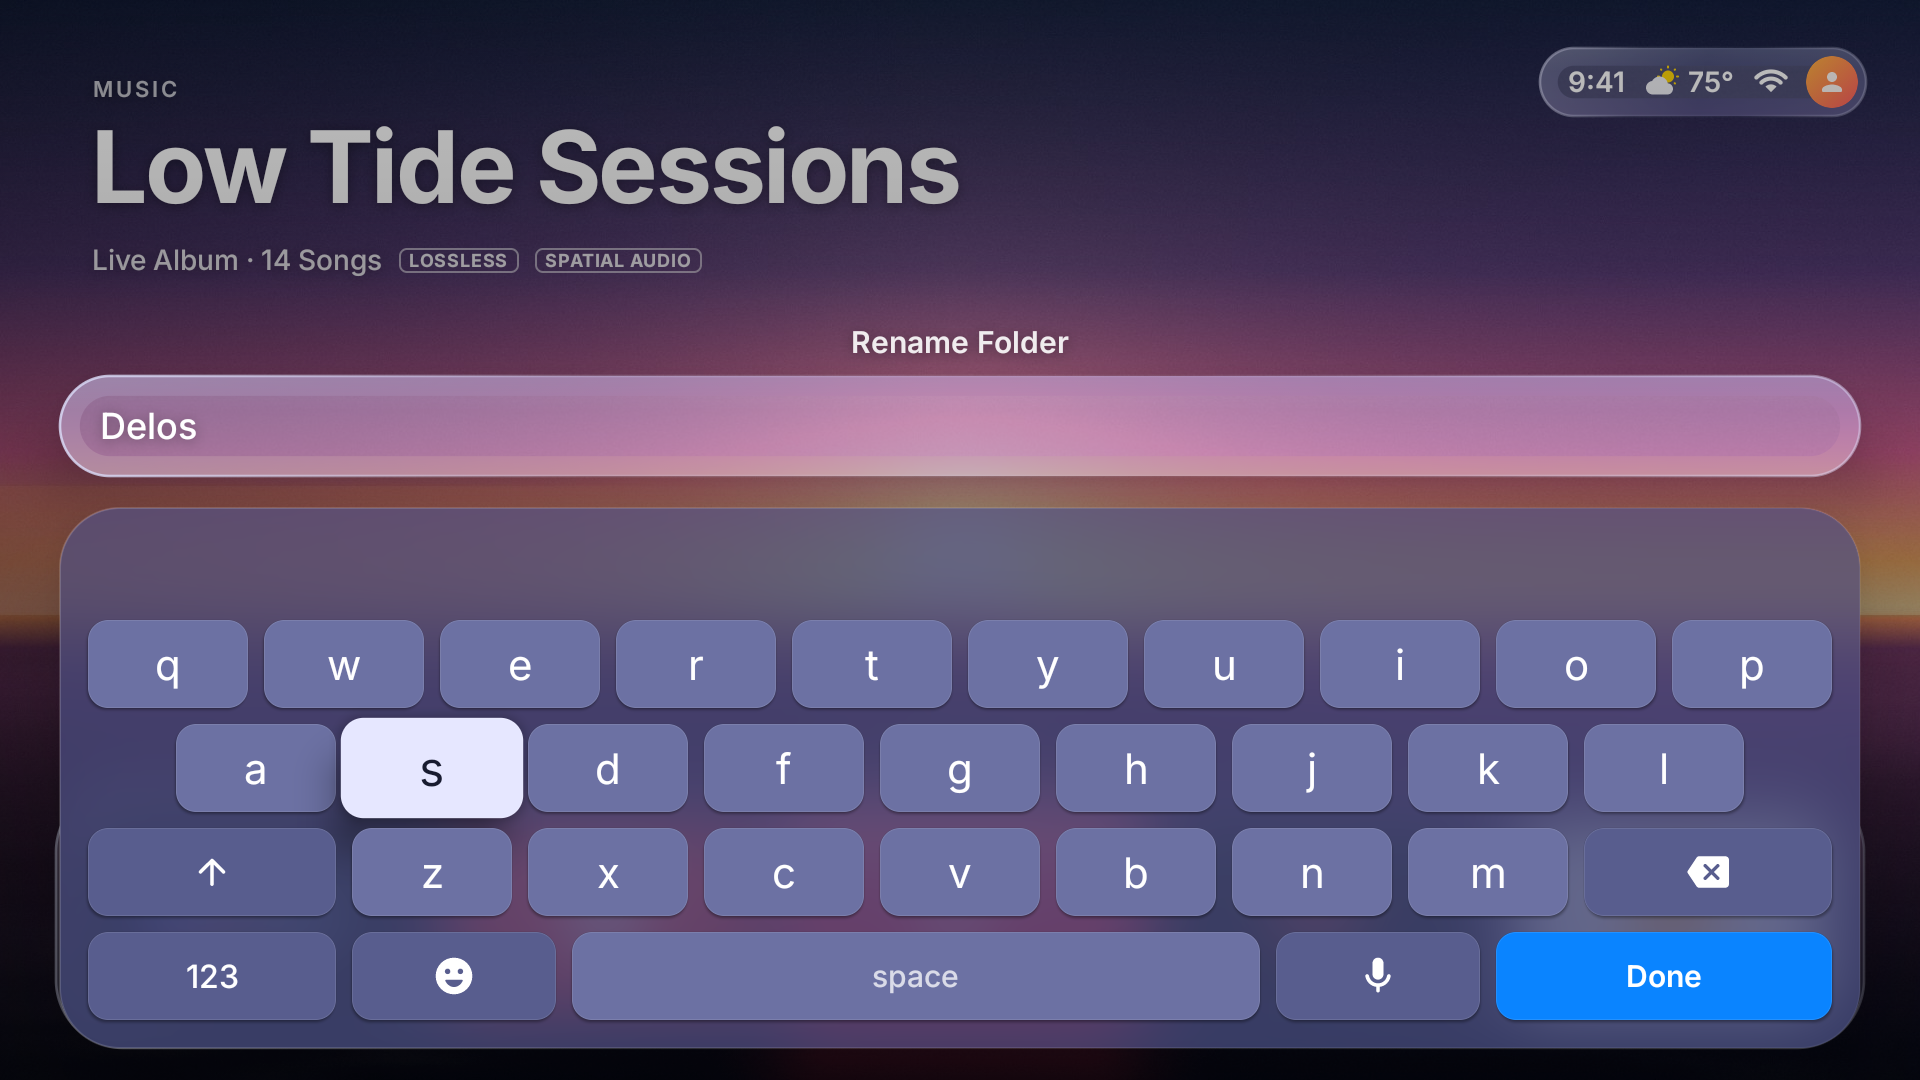 MUSIC
9:41 75°
Low Tide Sessions
Live Album · 14 Songs LOSSLESS SPATIAL AUDIO
Rename Folder
Delos
q w e r t y u i o p
a s d f g h j k l
z x c v b n m
123 space Done